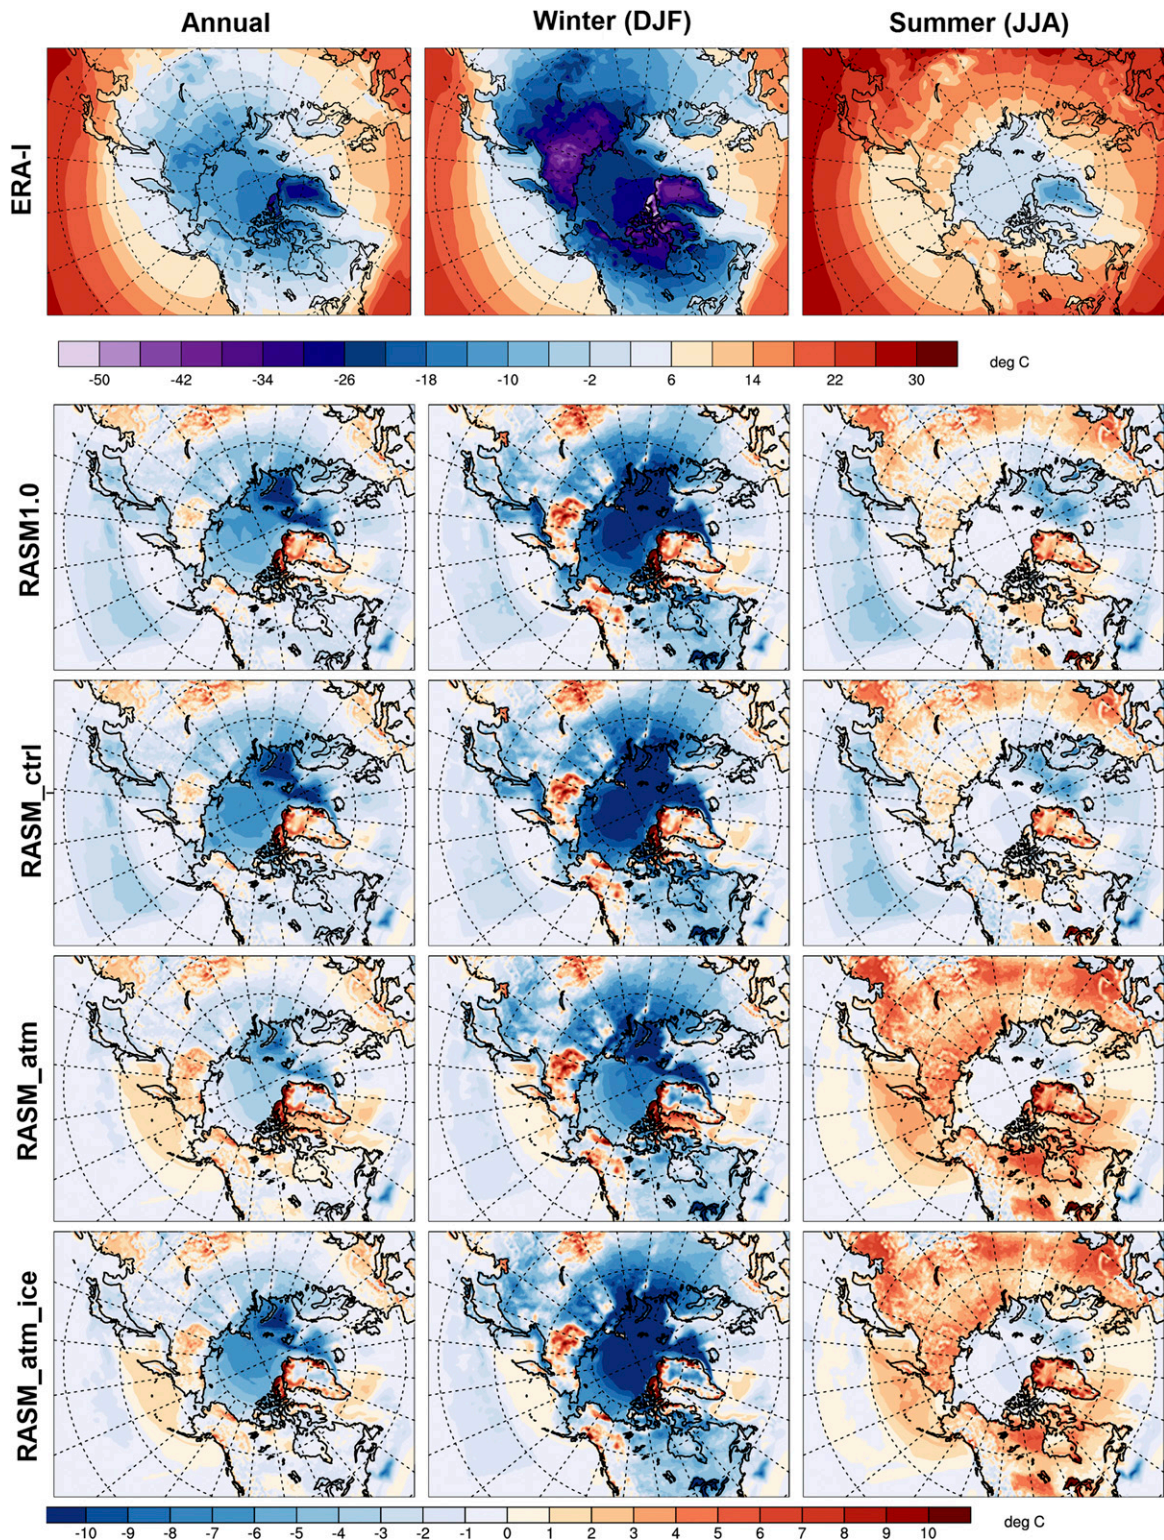 Annual Winter (DJF) Summer (JJA)
ERA-I
-50 -42 -34 -26 -18 -10 -2 6 14 22 30 deg C
RASM1.0
RASM_ctrl
RASM_atm
RASM_atm_ice
-10 -9 -8 -7 -6 -5 -4 -3 -2 -1 0 1 2 3 4 5 6 7 8 9 10 deg C